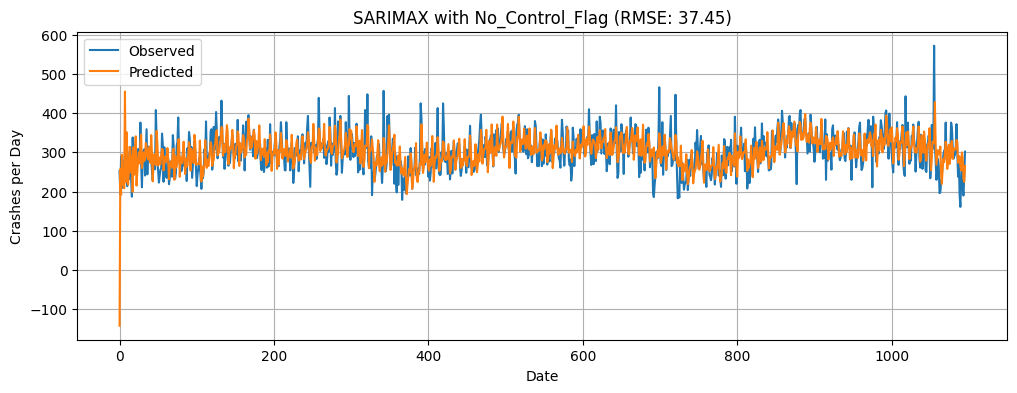 SARIMAX with No_Control_Flag (RMSE: 37.45)
Observed
Predicted
Crashes per Day
600
500
400
300
200
100
0
−100
0 200 400 600 800 1000
Date